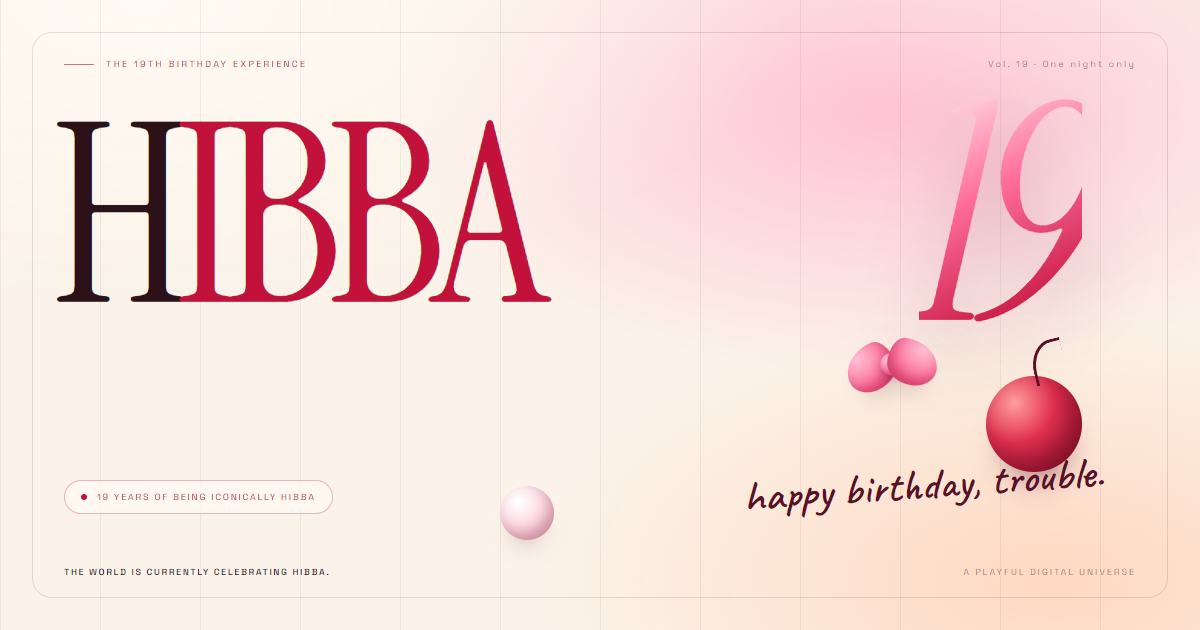 THE 19TH BIRTHDAY EXPERIENCE
Vol. 19 · One night only
HIBBA
19
happy birthday, trouble.
19 YEARS OF BEING ICONICALLY HIBBA
THE WORLD IS CURRENTLY CELEBRATING HIBBA.
A PLAYFUL DIGITAL UNIVERSE